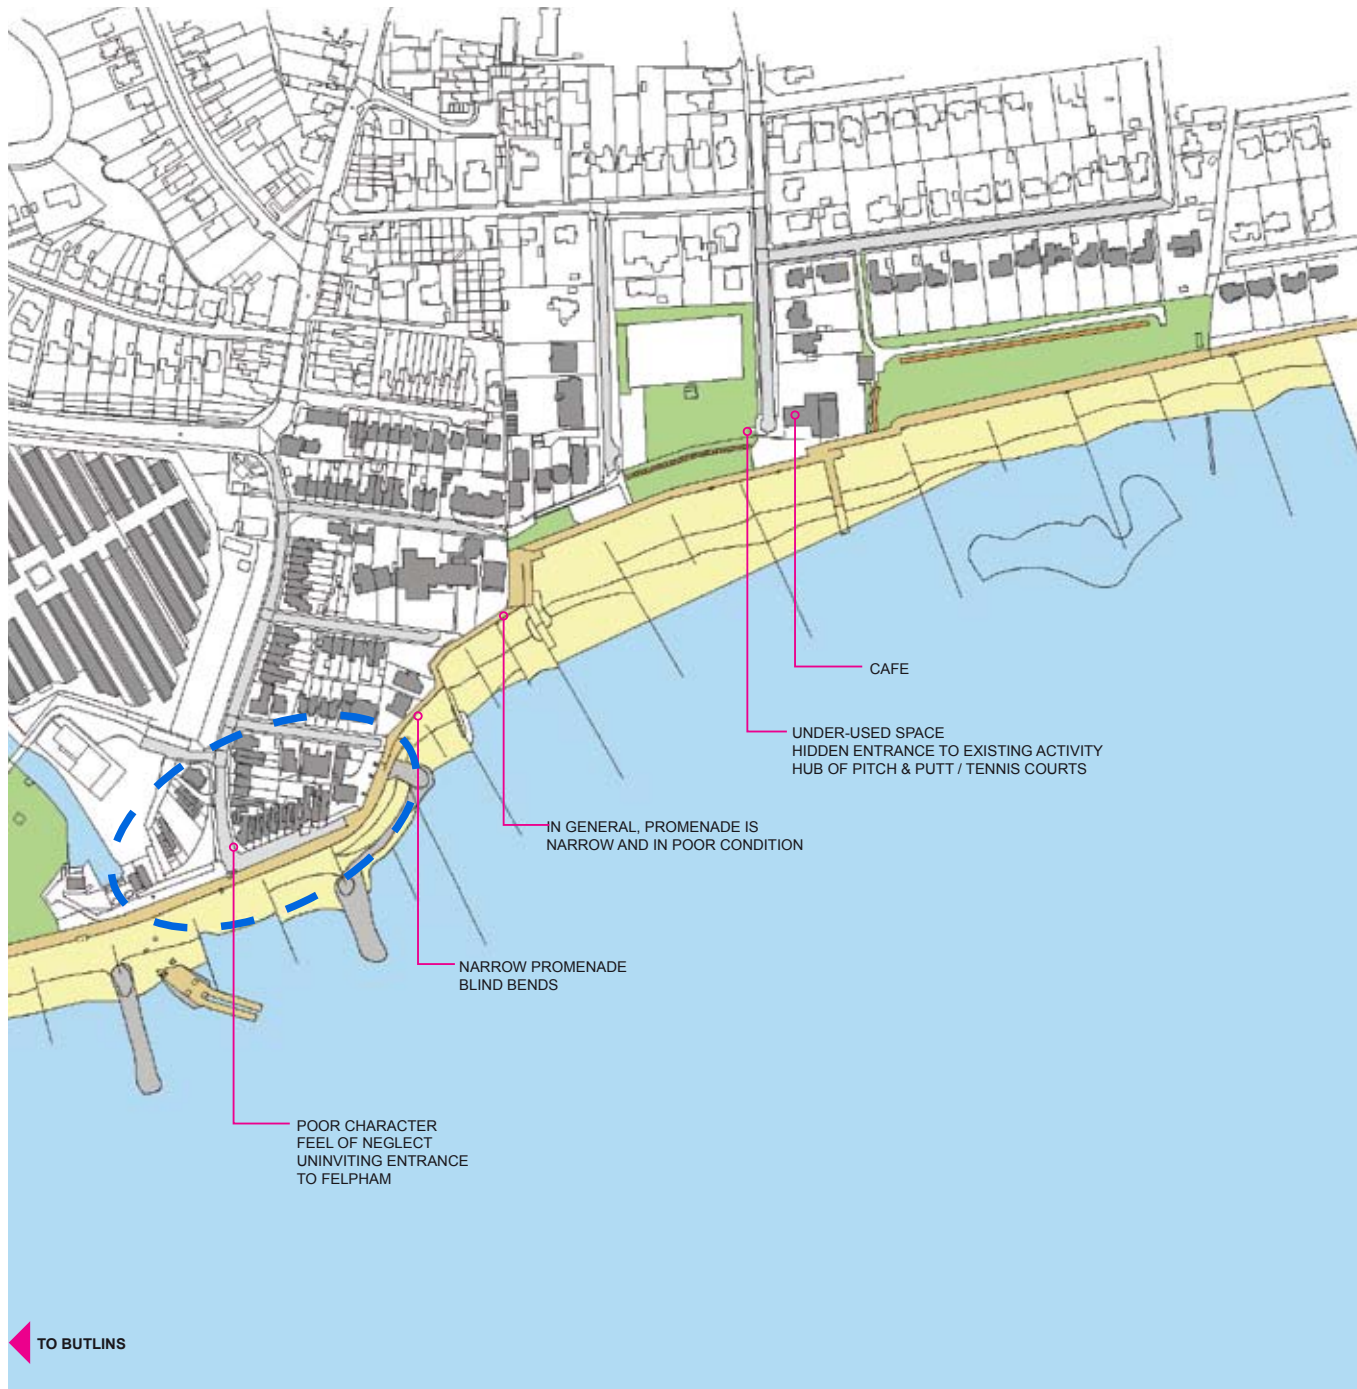 CAFE
UNDER-USED SPACE
HIDDEN ENTRANCE TO EXISTING ACTIVITY
HUB OF PITCH & PUTT / TENNIS COURTS
IN GENERAL, PROMENADE IS
NARROW AND IN POOR CONDITION
NARROW PROMENADE
BLIND BENDS
POOR CHARACTER
FEEL OF NEGLECT
UNINVITING ENTRANCE
TO FELPHAM
TO BUTLINS